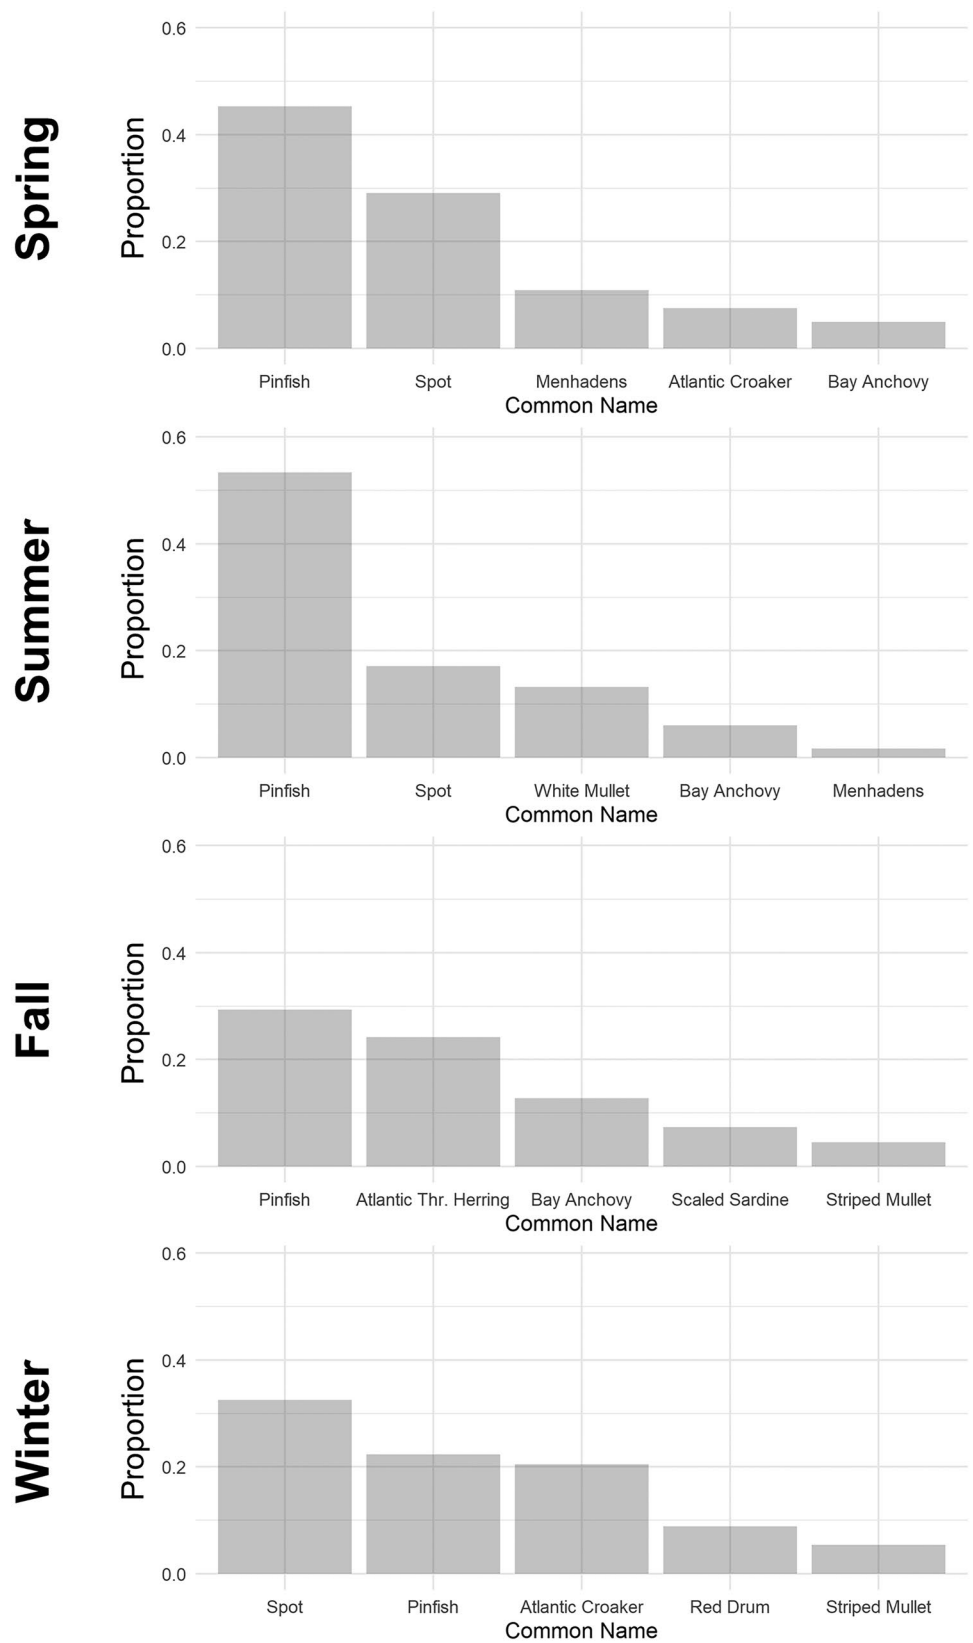 Spring
Proportion
0.6
0.4
0.2
0.0
Pinfish Spot Menhadens Atlantic Croaker Bay Anchovy
Common Name
Summer
Proportion
0.6
0.4
0.2
0.0
Pinfish Spot White Mullet Bay Anchovy Menhadens
Common Name
Fall
Proportion
0.6
0.4
0.2
0.0
Pinfish Atlantic Thr. Herring Bay Anchovy Scaled Sardine Striped Mullet
Common Name
Winter
Proportion
0.6
0.4
0.2
0.0
Spot Pinfish Atlantic Croaker Red Drum Striped Mullet
Common Name